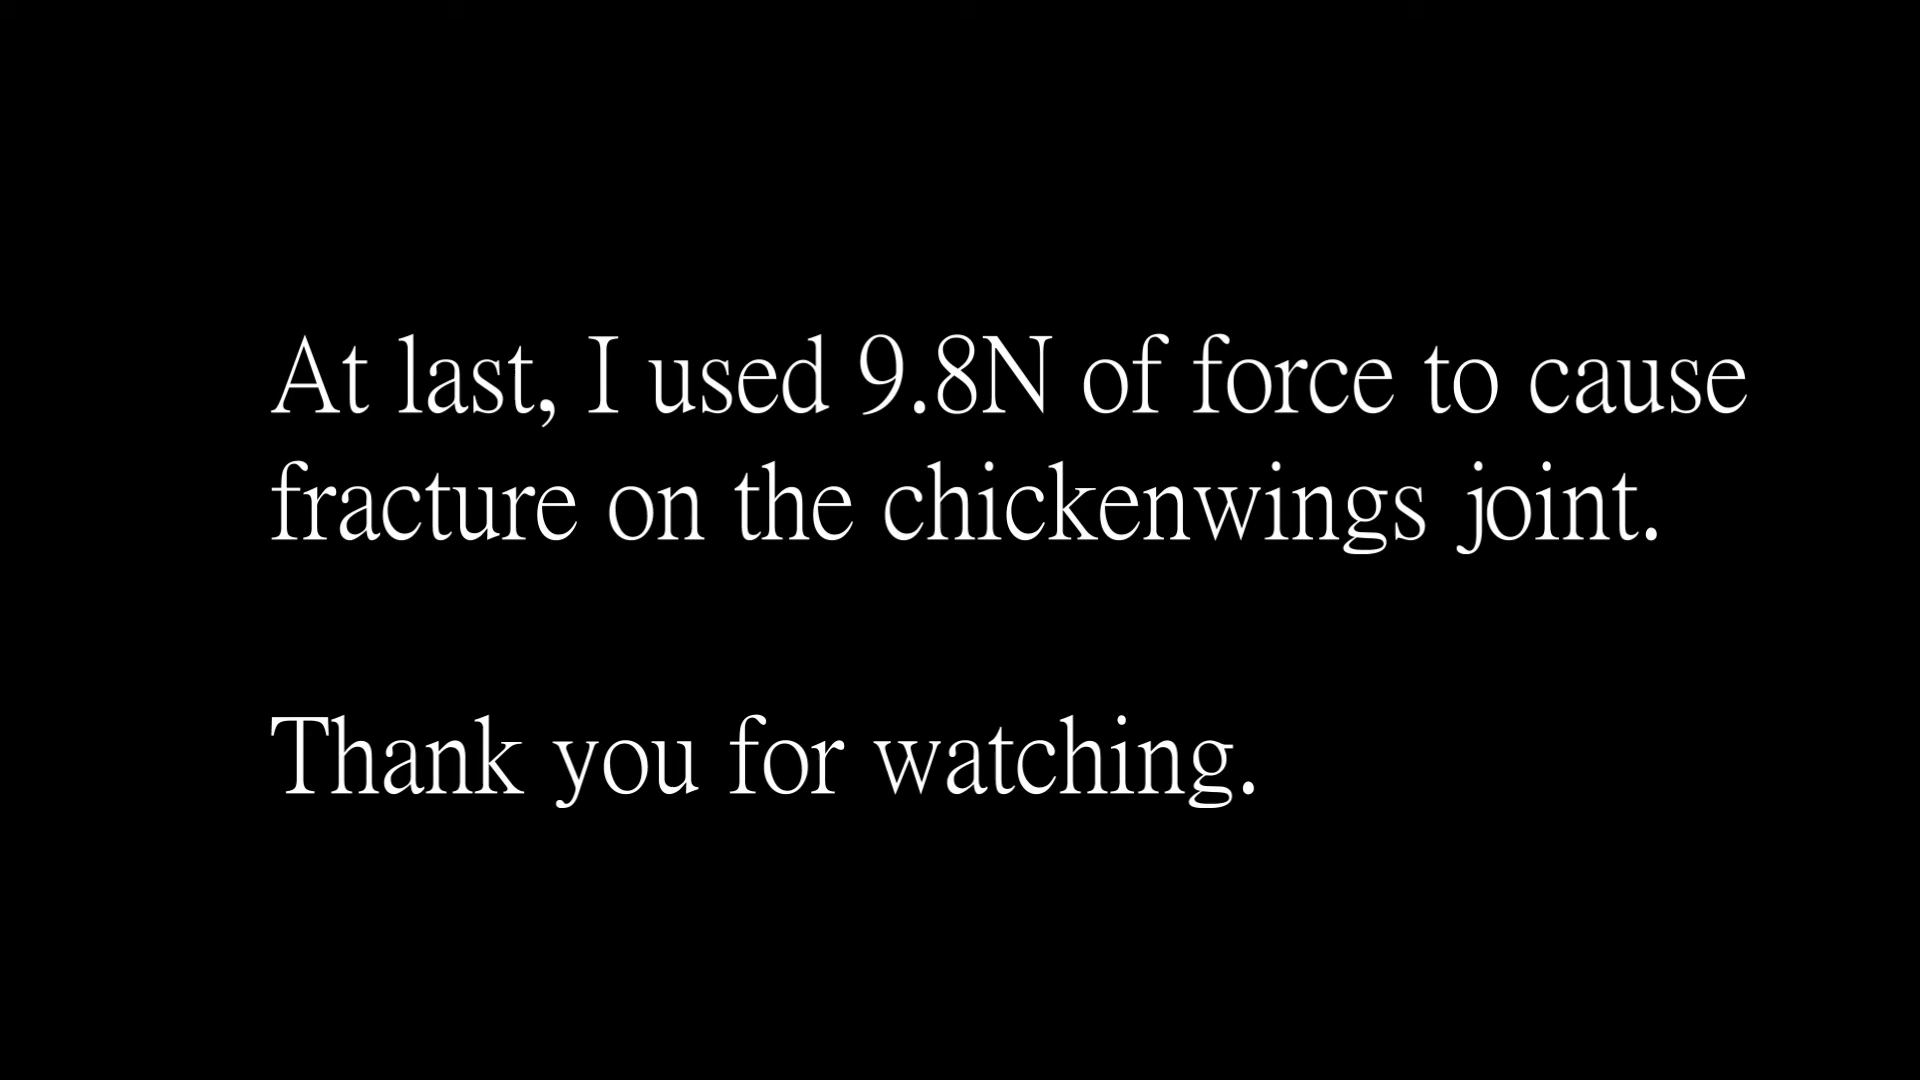 At last, I used 9.8N of force to cause
fracture on the chickenwings joint.
Thank you for watching.